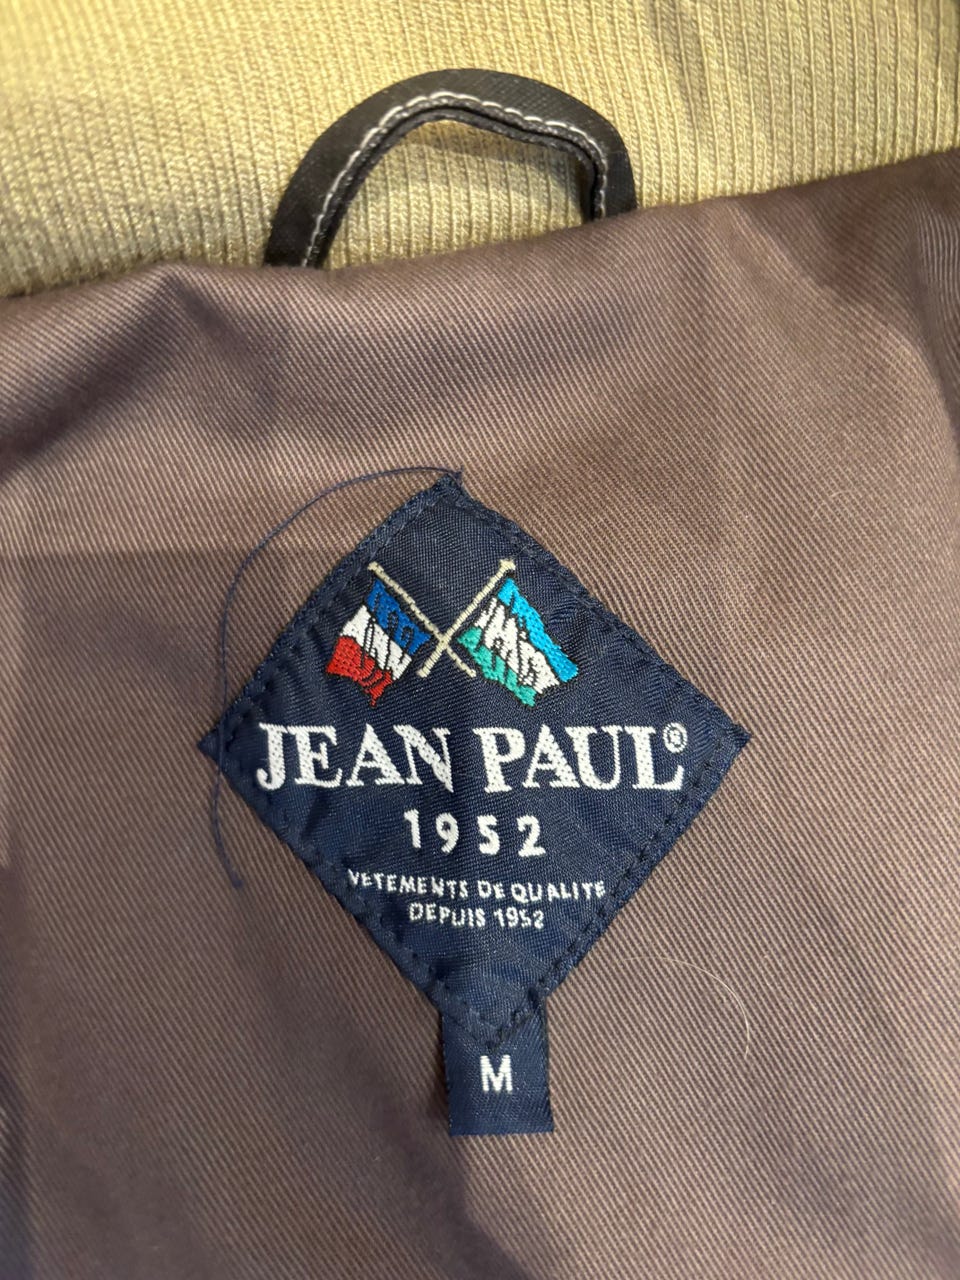 JEAN PAUL®
1952
VETEMENTS DE QUALITE
DEPUIS 1952
M